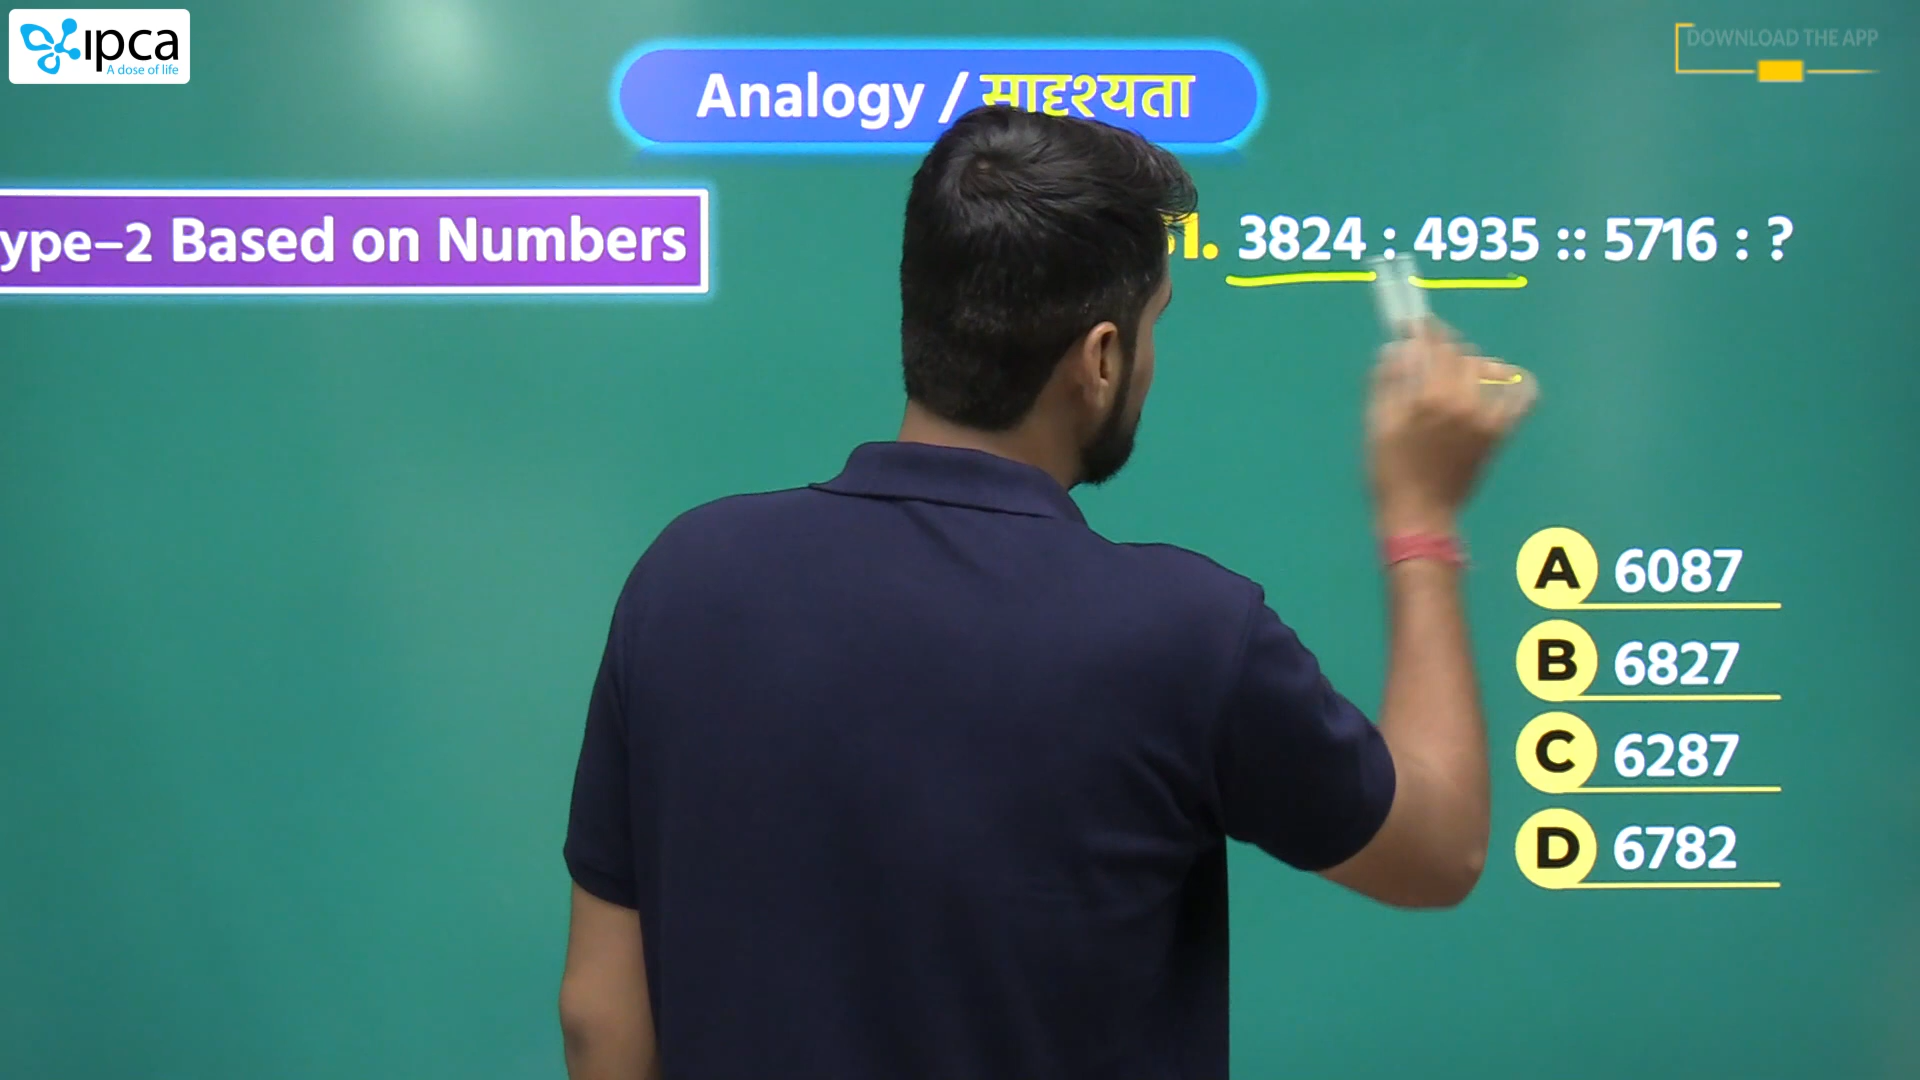 ipca
A dose of life
DOWNLOAD THE APP
Analogy / सादृश्यता
ype–2 Based on Numbers
1. 3824 : 4935 :: 5716 : ?
A 6087
B 6827
C 6287
D 6782